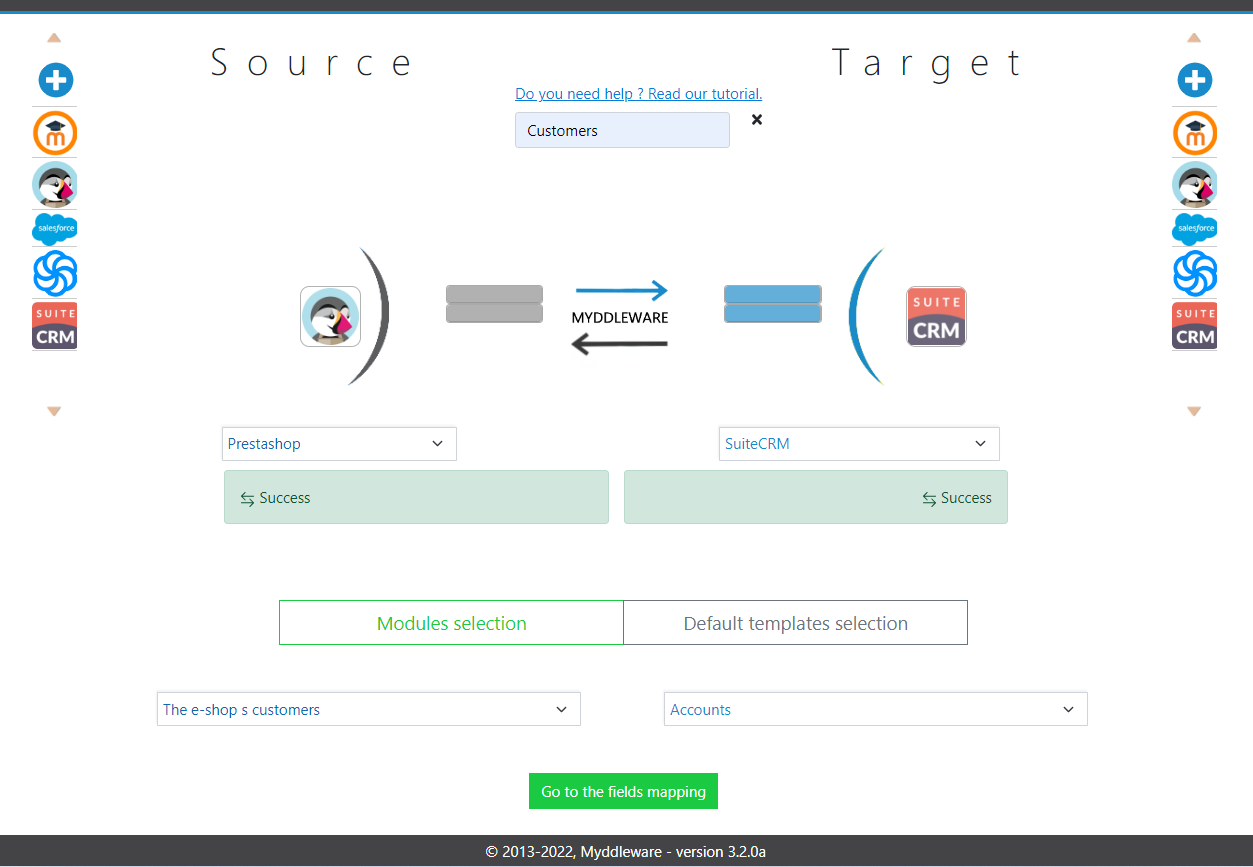 Source
Target
Do you need help ? Read our tutorial.
Customers
salesforce
salesforce
SUITE
CRM
SUITE
CRM
MYDDLEWARE
SUITE
CRM
Prestashop
SuiteCRM
Success
Success
Modules selection
Default templates selection
The e-shop s customers
Accounts
Go to the fields mapping
© 2013-2022, Myddleware - version 3.2.0a